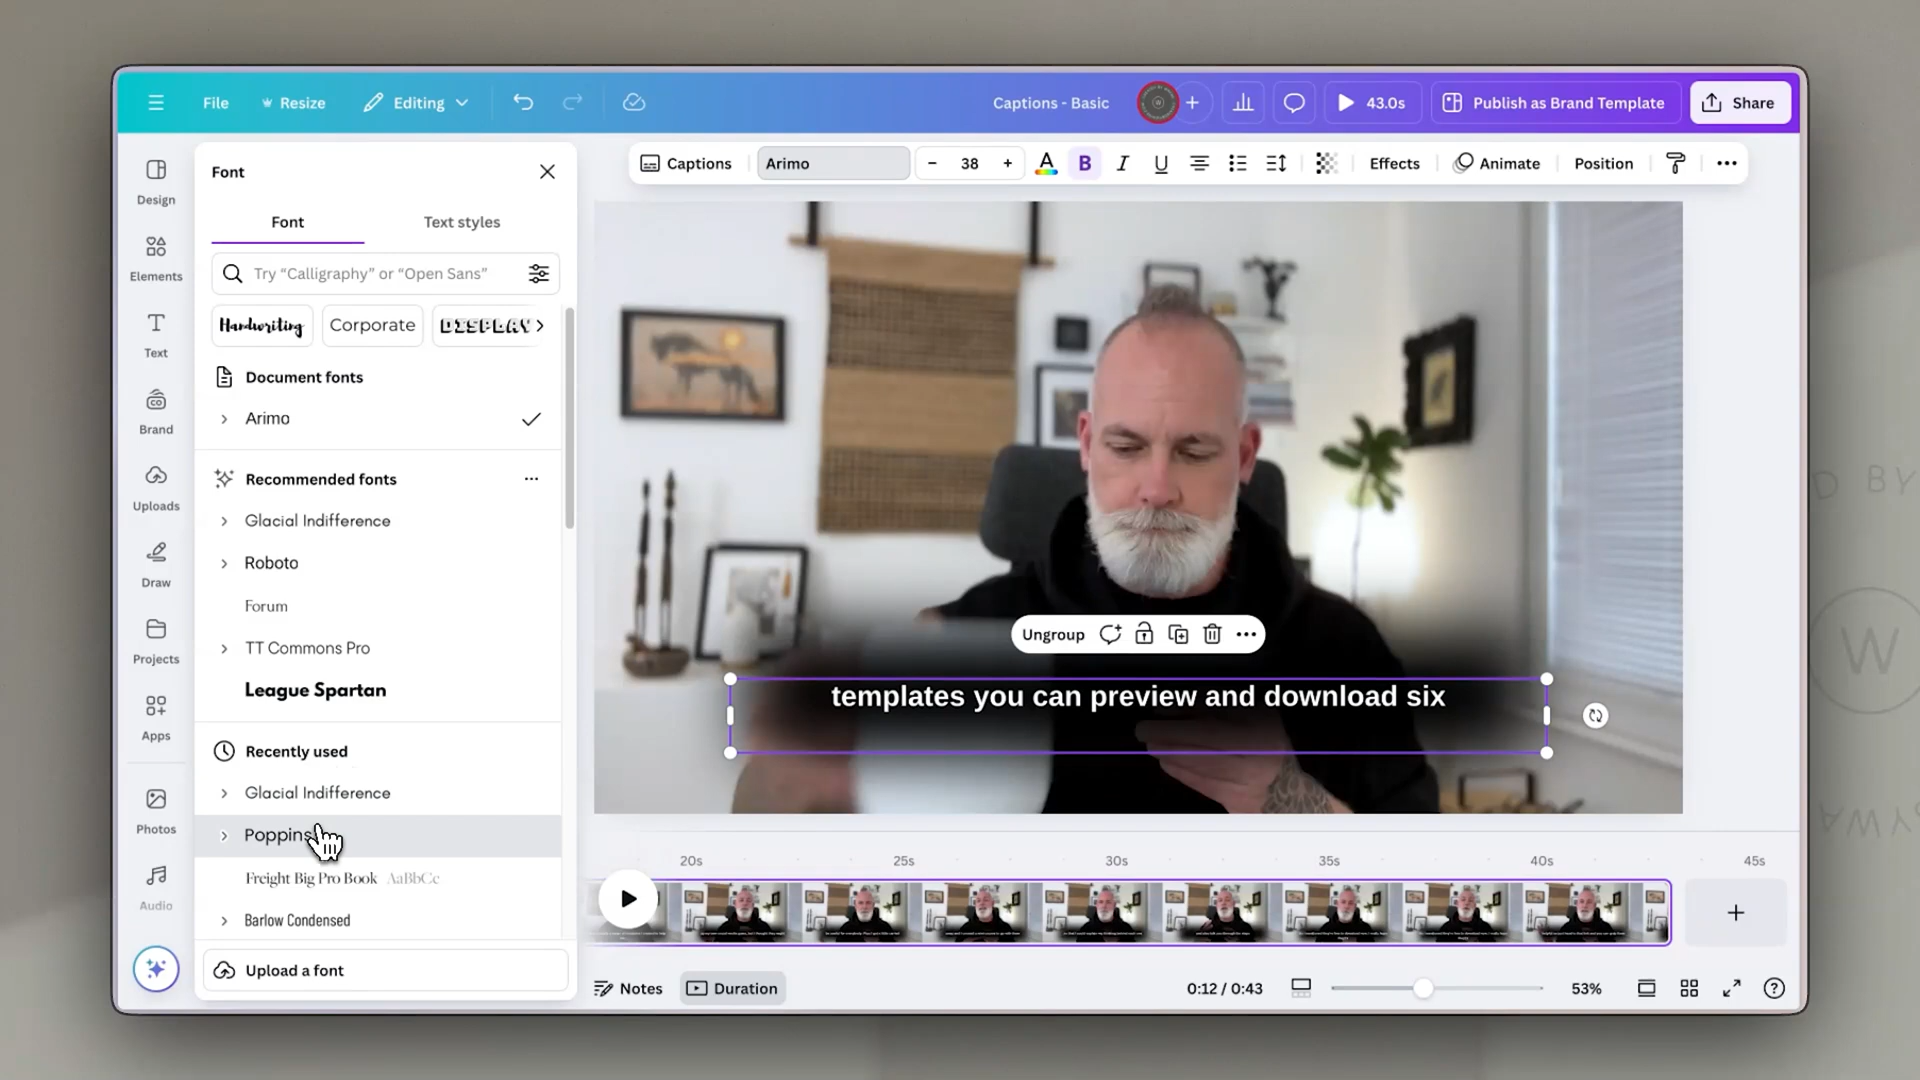 File
Resize
Editing
Captions - Basic
43.0s
Publish as Brand Template
Share
Design
Elements
Text
Brand
Uploads
Draw
Projects
Apps
Photos
Audio
Font
Font
Text styles
Try “Calligraphy” or “Open Sans”
Handwriting
Corporate
DISPLAY
Document fonts
Arimo
Recommended fonts
Glacial Indifference
Roboto
Forum
TT Commons Pro
League Spartan
Recently used
Glacial Indifference
Poppins
Freight Big Pro Book AaBbCc
Barlow Condensed
Upload a font
Captions
Arimo
38
B
I
U
Effects
Animate
Position
Ungroup
templates you can preview and download six
20s
25s
30s
35s
40s
45s
Notes
Duration
0:12 / 0:43
53%
D BY
W